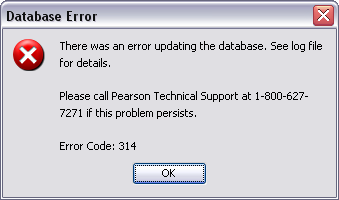 Database Error
There was an error updating the database. See log file
for details.
Please call Pearson Technical Support at 1-800-627-
7271 if this problem persists.
Error Code: 314
OK